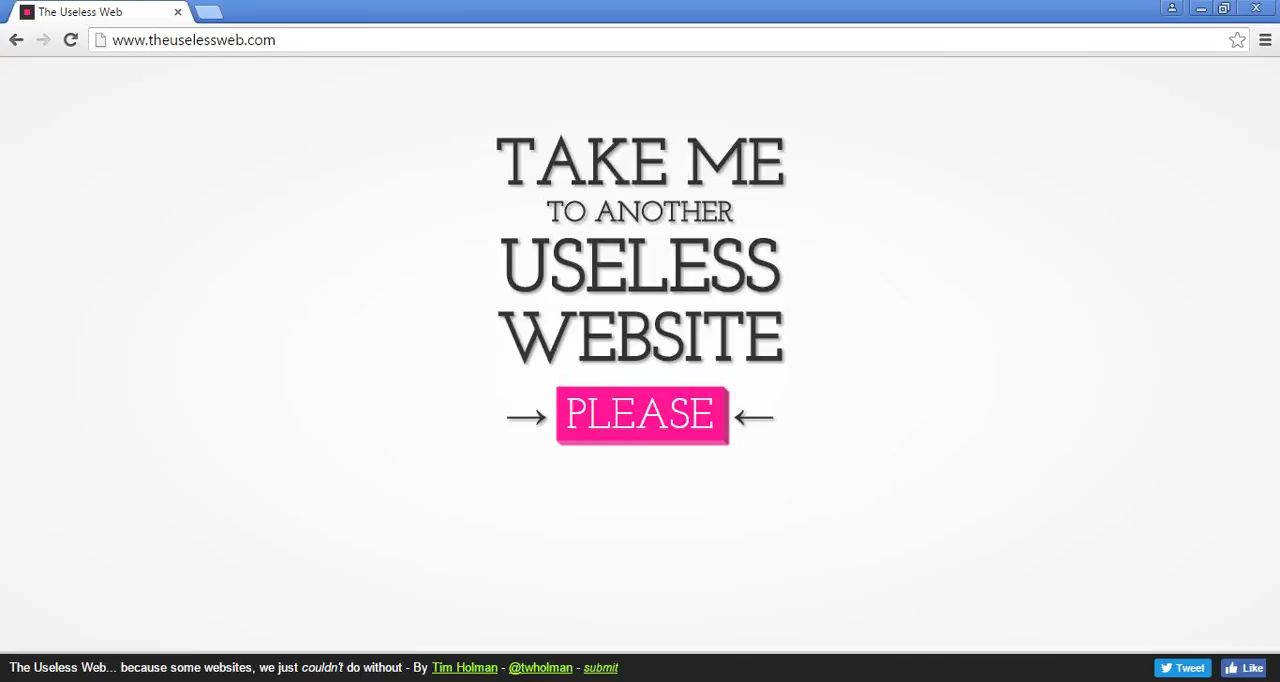 The Useless Web
www.theuselessweb.com
TAKE ME
TO ANOTHER
USELESS
WEBSITE
→ PLEASE ←
The Useless Web... because some websites, we just couldn't do without - By Tim Holman - @twholman - submit
Tweet
Like